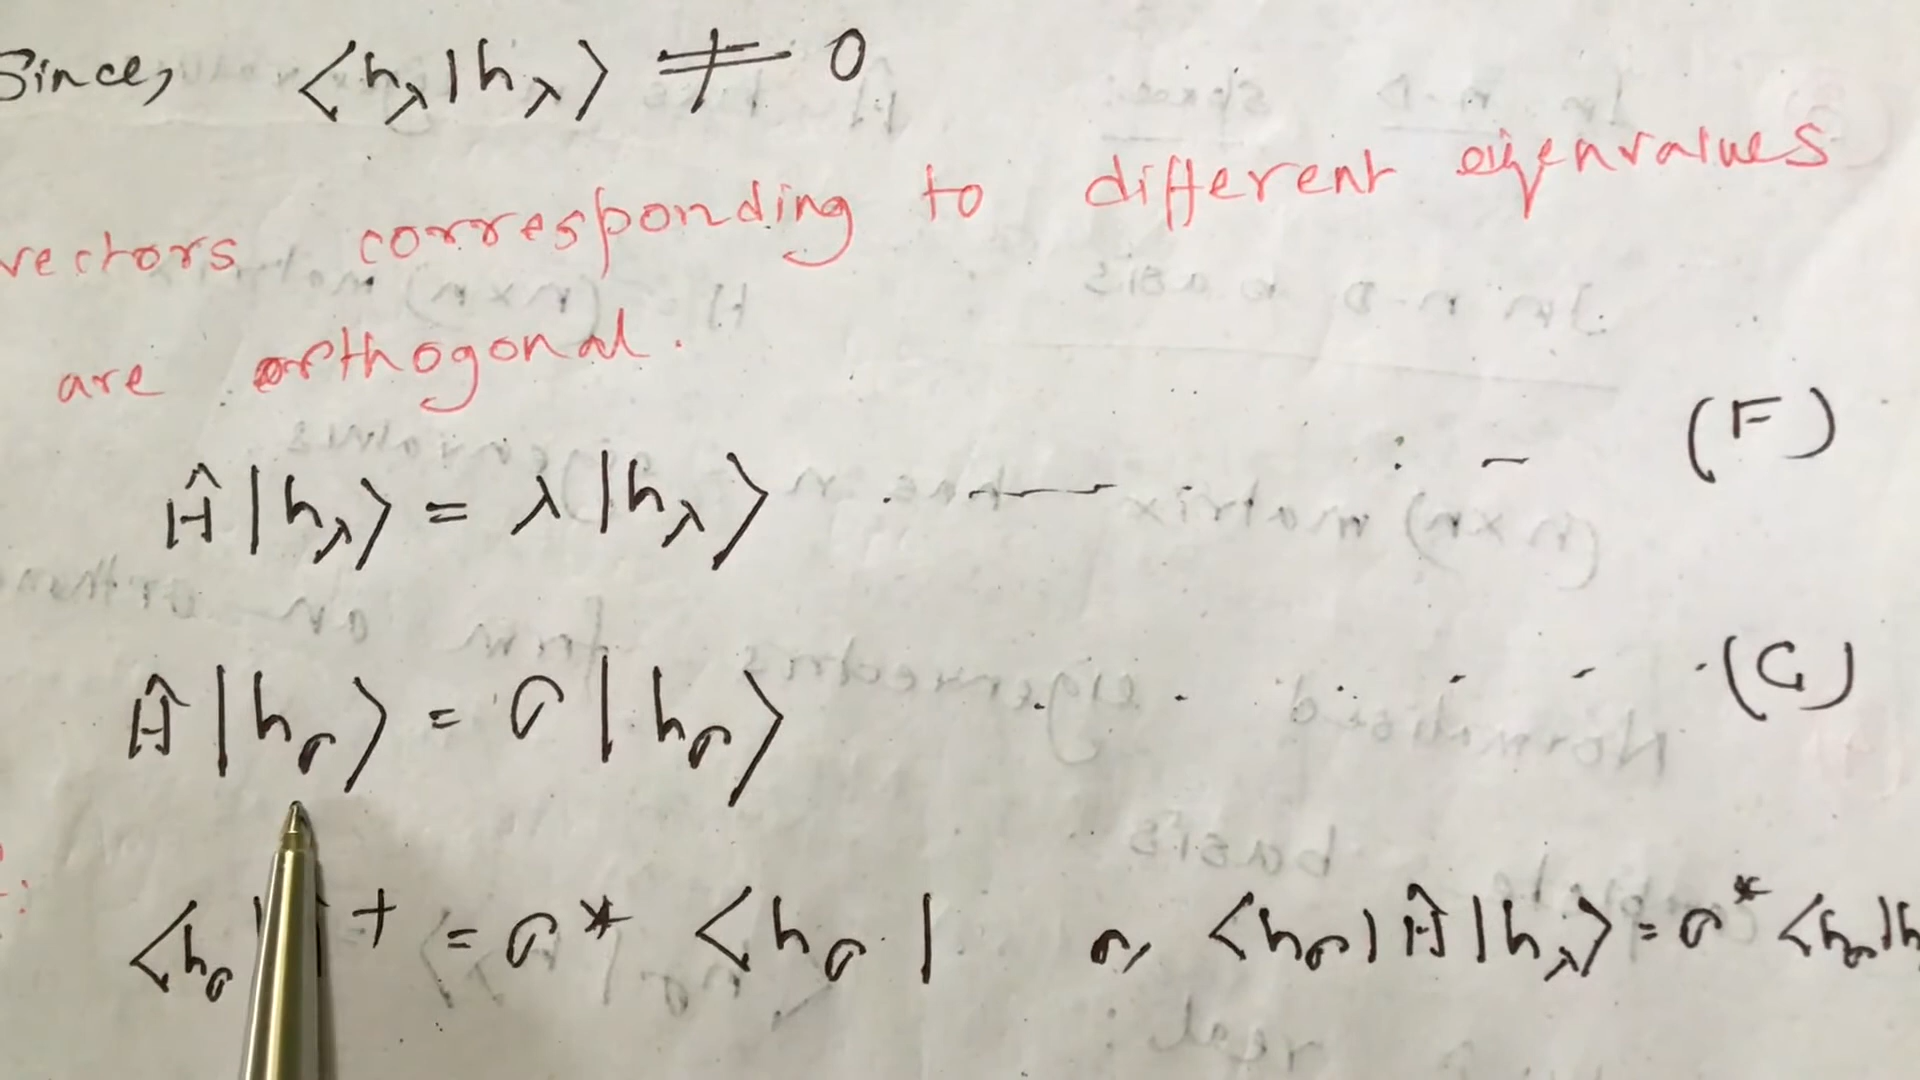 Since, ⟨h_λ|h_λ⟩ ≠ 0
vectors corresponding to different eigenvalues
are orthogonal.
Ĥ|h_λ⟩ = λ|h_λ⟩ (F)
Ĥ|h_σ⟩ = σ|h_σ⟩ (G)
⟨h_σ| † = σ* ⟨h_σ| or, ⟨h_σ|Ĥ|h_λ⟩ = σ* ⟨h_σ|h